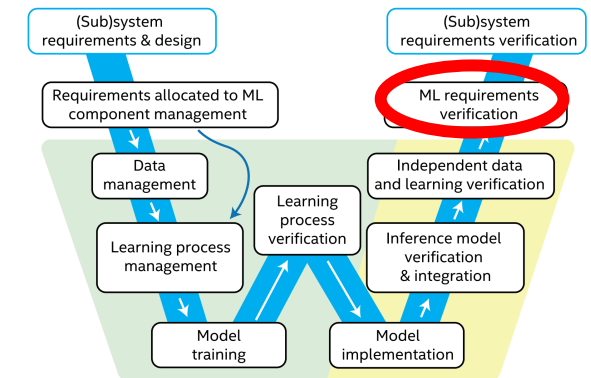 (Sub)system
requirements & design
(Sub)system
requirements verification
Requirements allocated to ML
component management
ML requirements
verification
Data
management
Independent data
and learning verification
Learning
process
verification
Learning process
management
Inference model
verification
& integration
Model
training
Model
implementation